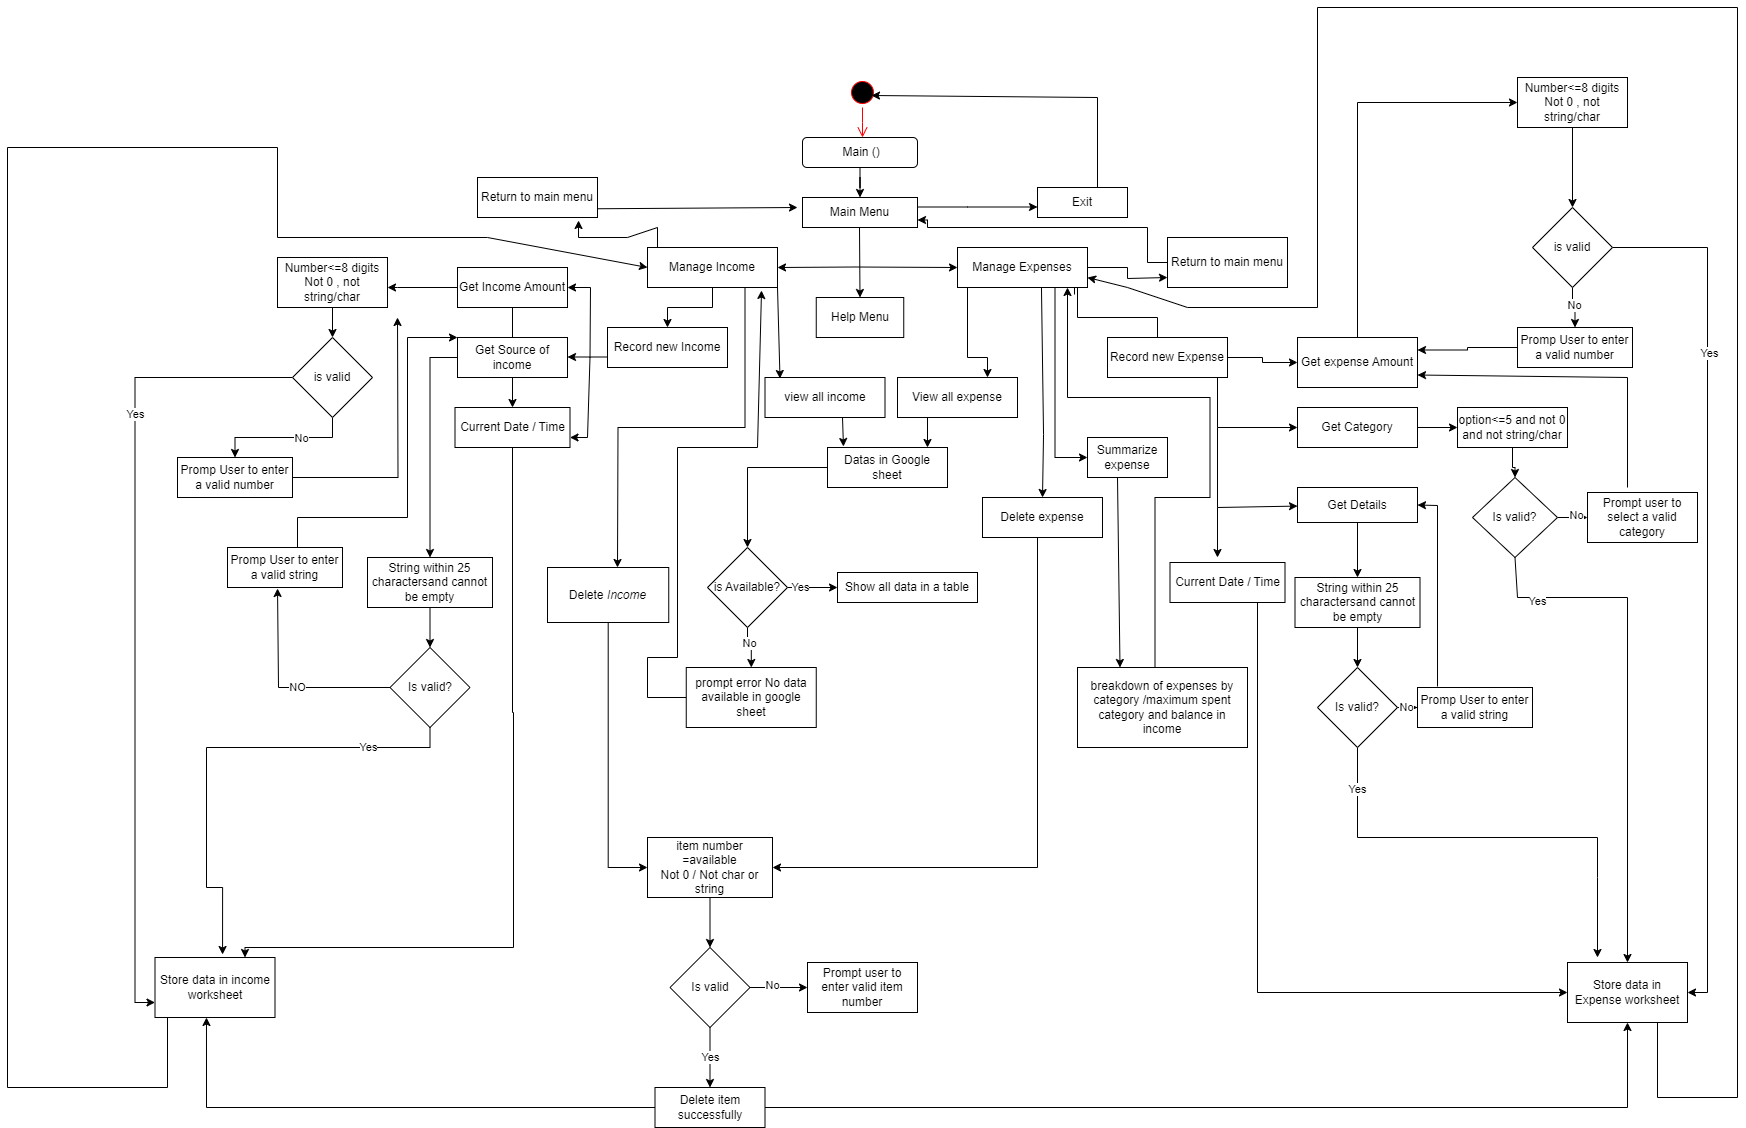 Number<=8 digits
Not 0 , not
string/char
Main ()
Return to main menu
Main Menu
Exit
is valid
Return to main menu
Manage Income
Manage Expenses
Number<=8 digits
Not 0 , not
string/char
Get Income Amount
Help Menu
No
Record new Income
Get Source of
income
Record new Expense
Get expense Amount
Promp User to enter
a valid number
Yes
is valid
view all income
View all expense
Yes
Current Date / Time
Get Category
option<=5 and not 0
and not string/char
No
Promp User to enter
a valid number
Datas in Google
sheet
Summarize
expense
Delete expense
Get Details
Is valid?
No
Prompt user to
select a valid
category
Promp User to enter
a valid string
String within 25
charactersand cannot
be empty
Delete Income
is Available?
Yes
Show all data in a table
Current Date / Time
String within 25
charactersand cannot
be empty
Yes
No
NO
Is valid?
prompt error No data
available in google
sheet
breakdown of expenses by
category /maximum spent
category and balance in
income
Is valid?
No
Promp User to enter
a valid string
Yes
Yes
item number
=available
Not 0 / Not char or
string
Store data in income
worksheet
Is valid
No
Prompt user to
enter valid item
number
Store data in
Expense worksheet
Yes
Delete item
successfully